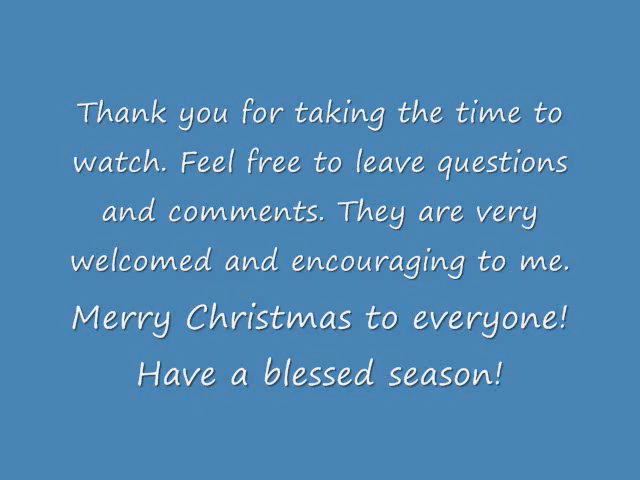 Thank you for taking the time to
watch. Feel free to leave questions
and comments. They are very
welcomed and encouraging to me.
Merry Christmas to everyone!
Have a blessed season!